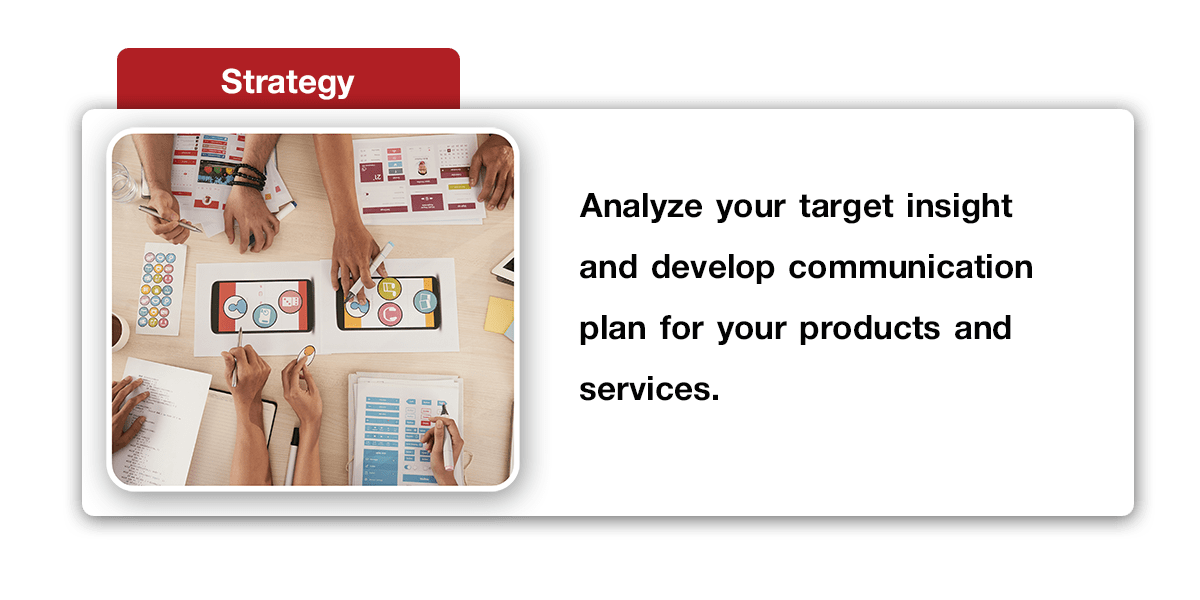 Strategy
Analyze your target insight
and develop communication
plan for your products and
services.